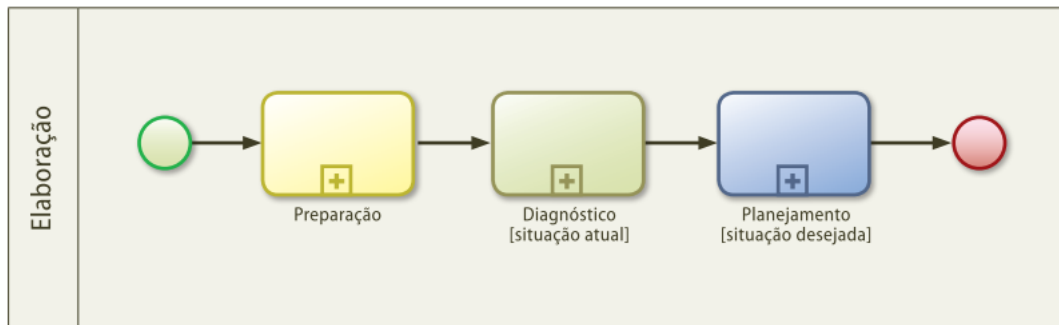 Elaboração
Preparação
Diagnóstico
[situação atual]
Planejamento
[situação desejada]